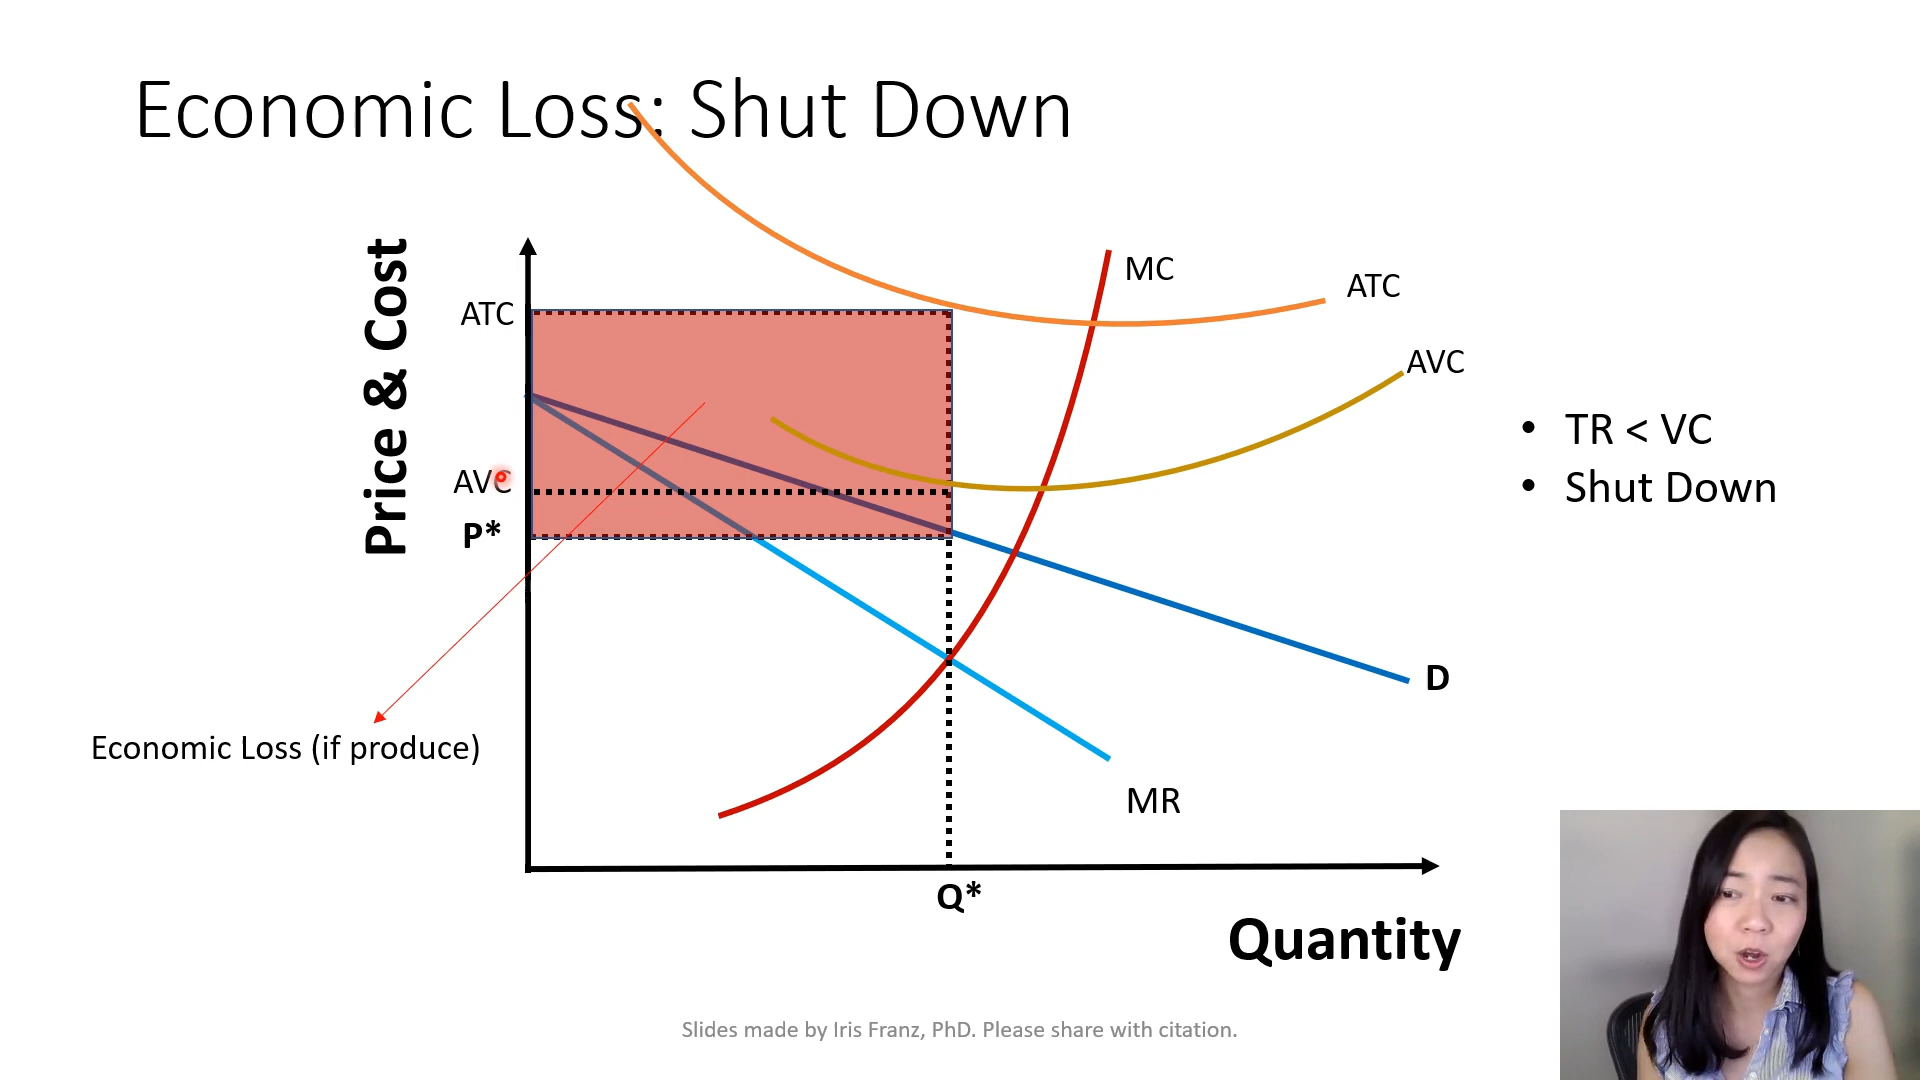 Economic Loss: Shut Down
Price & Cost
MC
ATC
ATC
AVC
TR < VC
AVC
Shut Down
P*
D
Economic Loss (if produce)
MR
Q*
Quantity
Slides made by Iris Franz, PhD. Please share with citation.